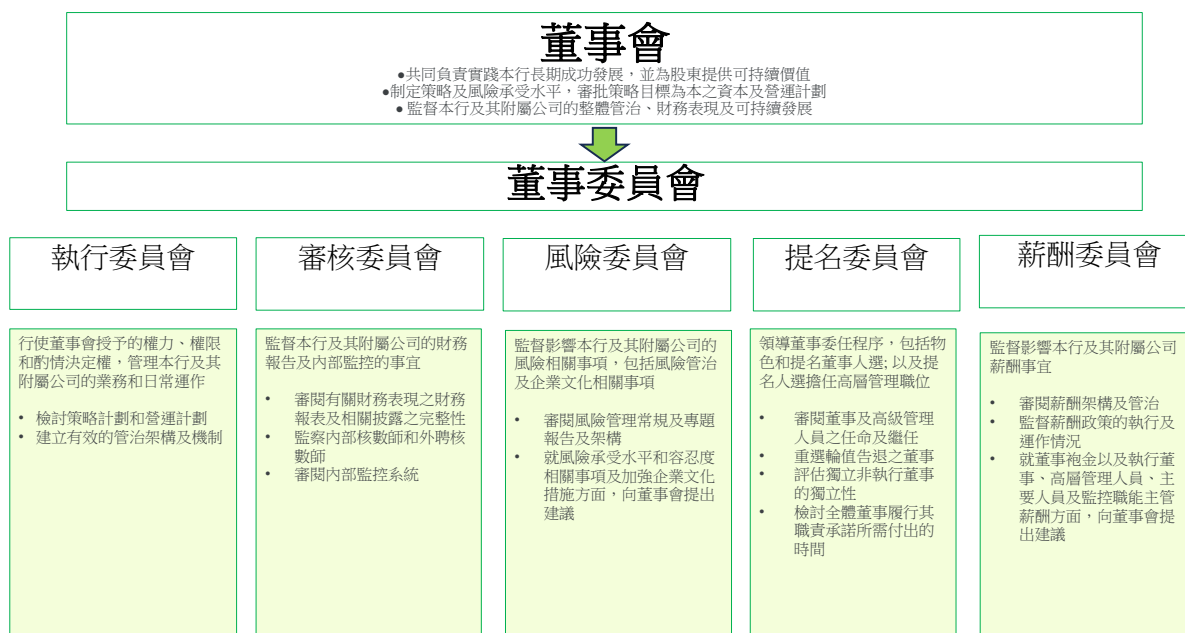 董事會
●共同負責實踐本行長期成功發展，並為股東提供可持續價值
●制定策略及風險承受水平，審批策略目標為本之資本及營運計劃
● 監督本行及其附屬公司的整體管治、財務表現及可持續發展
董事委員會
執行委員會
行使董事會授予的權力、權限
和酌情決定權，管理本行及其
附屬公司的業務和日常運作
• 檢討策略計劃和營運計劃
• 建立有效的管治架構及機制
審核委員會
監督本行及其附屬公司的財務
報告及內部監控的事宜
• 審閱有關財務表現之財務
報表及相關披露之完整性
• 監察內部核數師和外聘核
數師
• 審閱內部監控系統
風險委員會
監督影響本行及其附屬公司的
風險相關事項，包括風險管治
及企業文化相關事項
• 審閱風險管理常規及專題
報告及架構
• 就風險承受水平和容忍度
相關事項及加強企業文化
措施方面，向董事會提出
建議
提名委員會
領導董事委任程序，包括物
色和提名董事人選; 以及提
名人選擔任高層管理職位
• 審閱董事及高級管理
人員之任命及繼任
• 重選輪值告退之董事
• 評估獨立非執行董事
的獨立性
• 檢討全體董事履行其
職責承諾所需付出的
時間
薪酬委員會
監督影響本行及其附屬公司
薪酬事宜
• 審閱薪酬架構及管治
• 監督薪酬政策的執行及
運作情況
• 就董事袍金以及執行董
事、高層管理人員、主
要人員及監控職能主管
薪酬方面，向董事會提
出建議